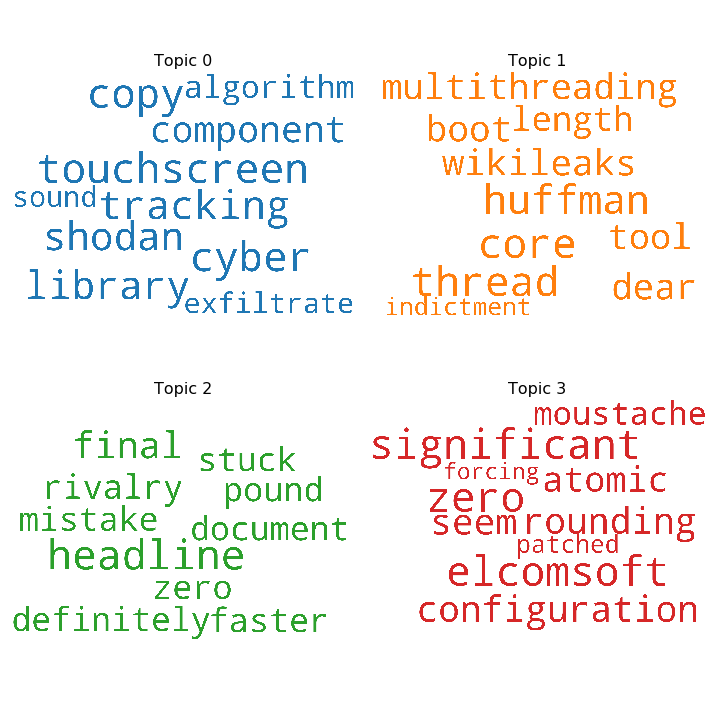 Topic 0
copy algorithm
component
touchscreen
sound tracking
shodan cyber
library
exfiltrate
Topic 1
multithreading
boot length
wikileaks
huffman
core tool
thread dear
indictment
Topic 2
final stuck
rivalry pound
mistake document
headline
zero
definitely faster
Topic 3
moustache
significant
forcing atomic
zero
seem rounding
patched
elcomsoft
configuration